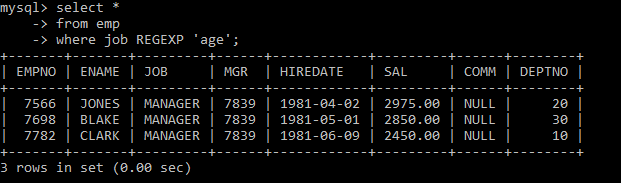 mysql> select *
    -> from emp
    -> where job REGEXP 'age';
+-------+-------+---------+------+------------+---------+------+--------+
| EMPNO | ENAME | JOB     | MGR  | HIREDATE   | SAL     | COMM | DEPTNO |
+-------+-------+---------+------+------------+---------+------+--------+
|  7566 | JONES | MANAGER | 7839 | 1981-04-02 | 2975.00 | NULL |     20 |
|  7698 | BLAKE | MANAGER | 7839 | 1981-05-01 | 2850.00 | NULL |     30 |
|  7782 | CLARK | MANAGER | 7839 | 1981-06-09 | 2450.00 | NULL |     10 |
+-------+-------+---------+------+------------+---------+------+--------+
3 rows in set (0.00 sec)